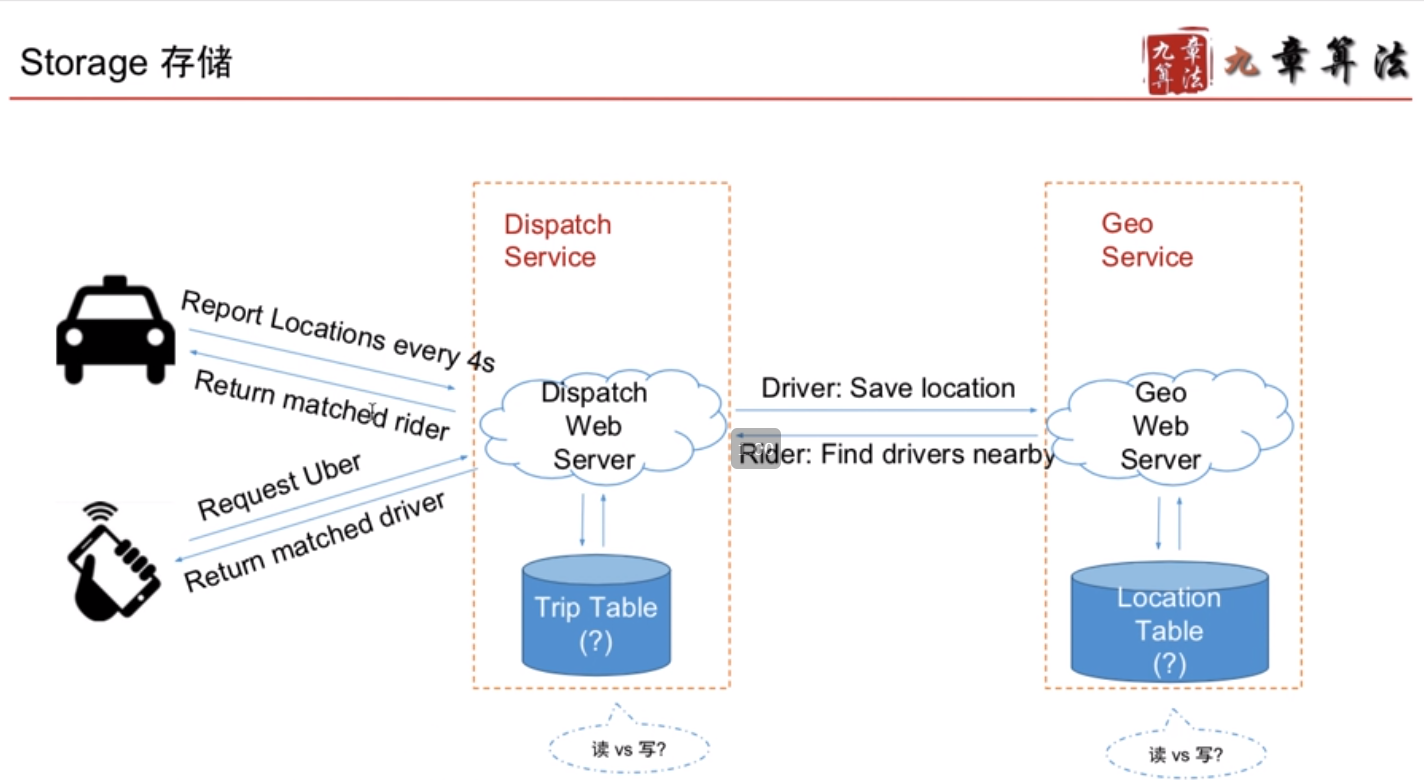 Storage 存储
九章
算法
九章算法
Dispatch
Service
Geo
Service
Report Locations every 4s
Return matched rider
Request Uber
Return matched driver
Dispatch
Web
Server
Driver: Save location
Rider: Find drivers nearby
Geo
Web
Server
Trip Table
(?)
Location
Table
(?)
读 vs 写?
读 vs 写?